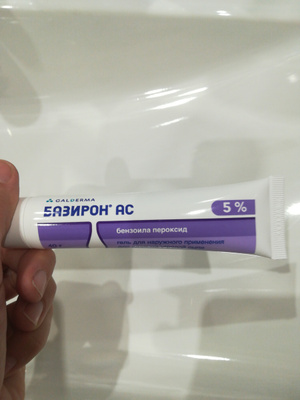 GALDERMA
БАЗИРОН® АС
5 %
бензоила пероксид
гель для наружного применения